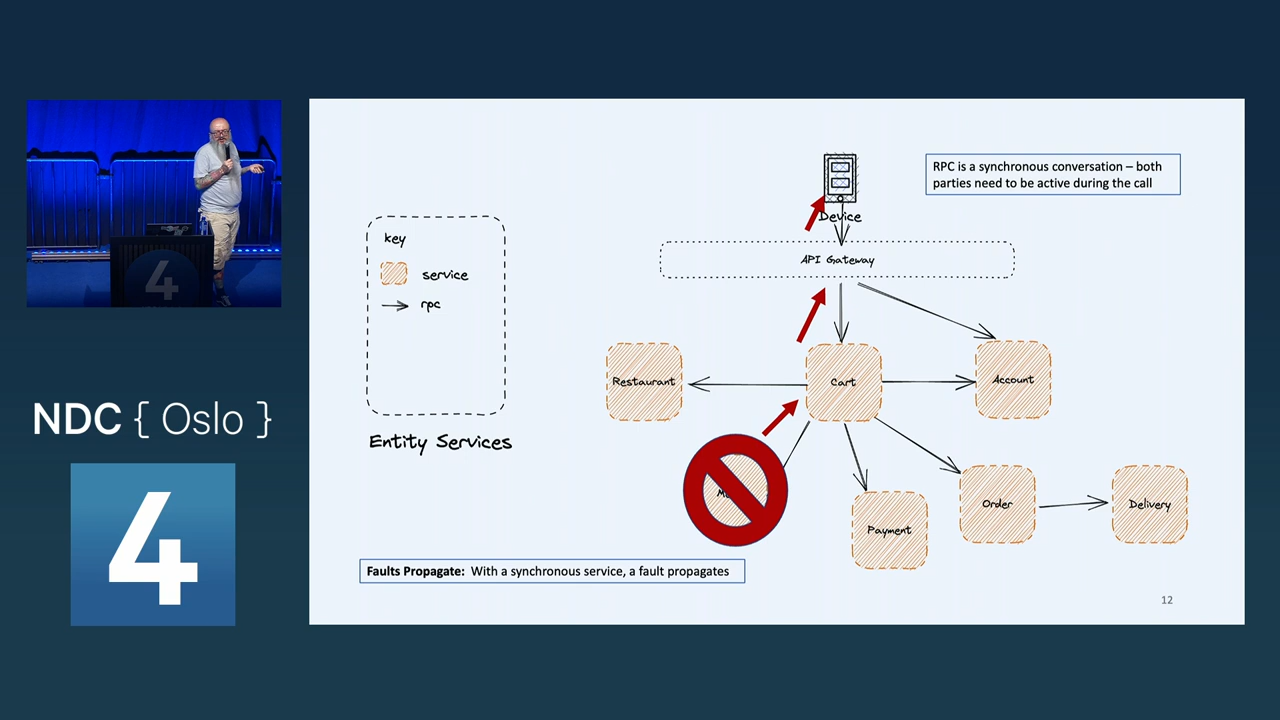 RPC is a synchronous conversation – both
parties need to be active during the call
Device
API Gateway
key
service
rpc
Entity Services
Restaurant
Cart
Account
Payment
Order
Delivery
Faults Propagate: With a synchronous service, a fault propagates
12
4
NDC { Oslo }
4